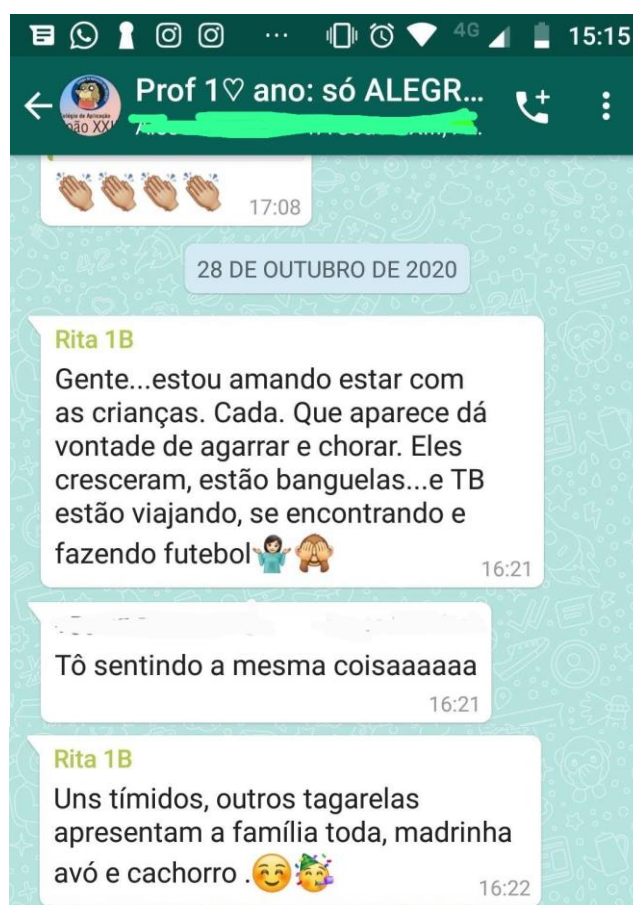 4G 15:15
Prof 1♡ ano: só ALEGR...
👏🏼👏🏼👏🏼👏🏼
17:08
28 DE OUTUBRO DE 2020
Rita 1B
Gente...estou amando estar com
as crianças. Cada. Que aparece dá
vontade de agarrar e chorar. Eles
cresceram, estão banguelas...e TB
estão viajando, se encontrando e
fazendo futebol🤷🏻‍♀️🙈
16:21
Tô sentindo a mesma coisaaaaaa
16:21
Rita 1B
Uns tímidos, outros tagarelas
apresentam a família toda, madrinha
avó e cachorro .☺️🥳
16:22